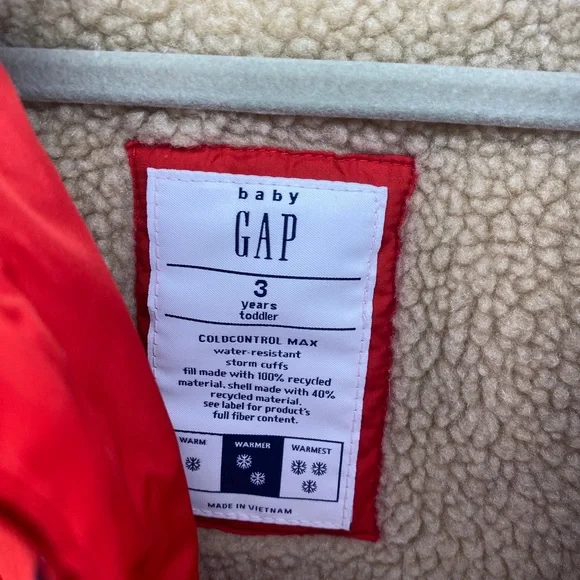 baby
GAP
3
years
toddler
COLDCONTROL MAX
water-resistant
storm cuffs
fill made with 100% recycled
material. shell made with 40%
recycled material.
see label for product's
full fiber content.
WARM WARMER WARMEST
MADE IN VIETNAM